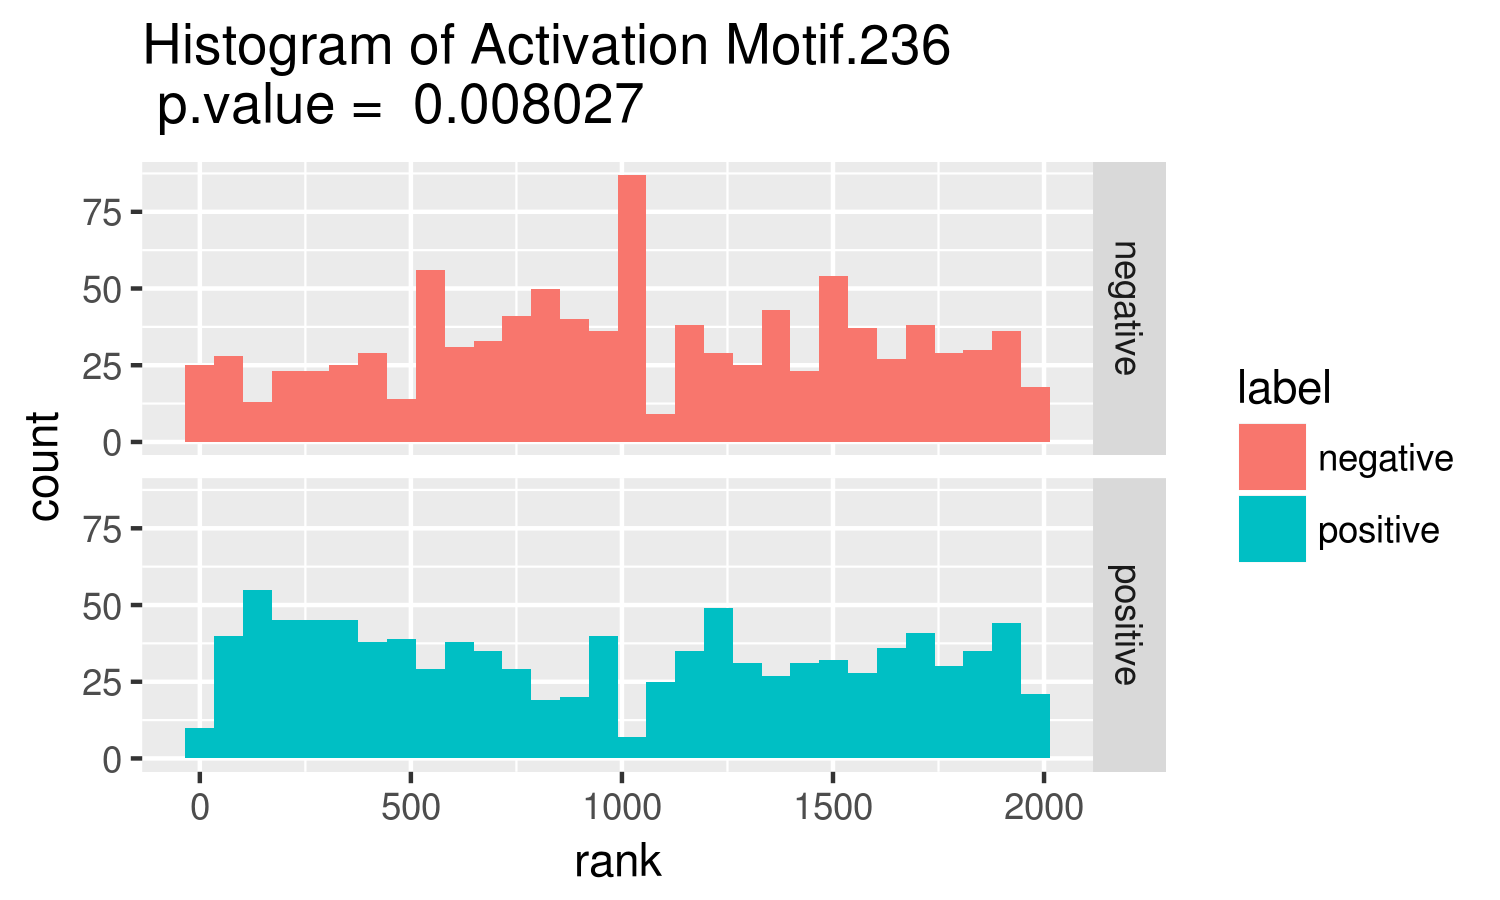 Histogram of Activation Motif.236
p.value =  0.008027
75
50
25
0
negative
75
50
25
0
positive
0 500 1000 1500 2000
rank
count
label
negative
positive